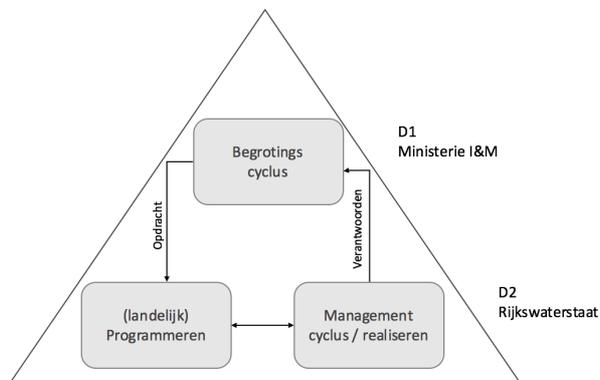 Begrotings
cyclus
D1
Ministerie I&M
Opdracht
Verantwoorden
(landelijk)
Programmeren
Management
cyclus / realiseren
D2
Rijkswaterstaat